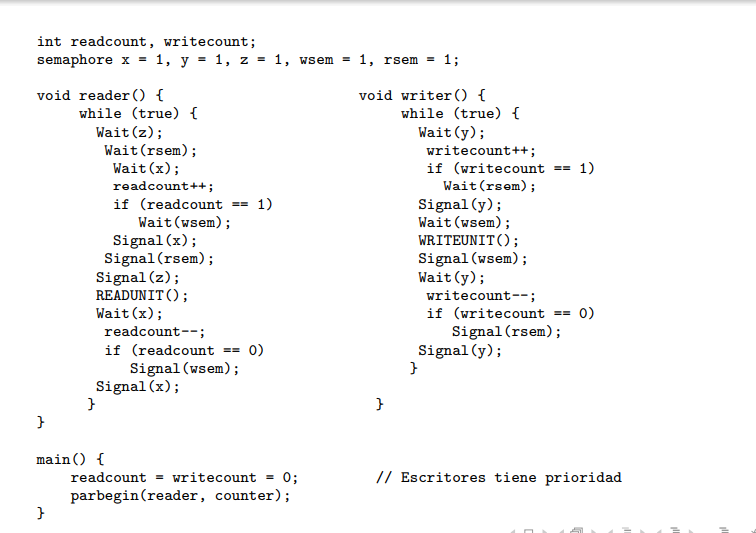 int readcount, writecount;
semaphore x = 1, y = 1, z = 1, wsem = 1, rsem = 1;
void reader() {
while (true) {
Wait(z);
Wait(rsem);
Wait(x);
readcount++;
if (readcount == 1)
Wait(wsem);
Signal(x);
Signal(rsem);
Signal(z);
READUNIT();
Wait(x);
readcount--;
if (readcount == 0)
Signal(wsem);
Signal(x);
}
}
void writer() {
while (true) {
Wait(y);
writecount++;
if (writecount == 1)
Wait(rsem);
Signal(y);
Wait(wsem);
WRITEUNIT();
Signal(wsem);
Wait(y);
writecount--;
if (writecount == 0)
Signal(rsem);
Signal(y);
}
}
main() {
readcount = writecount = 0; // Escritores tiene prioridad
parbegin(reader, counter);
}